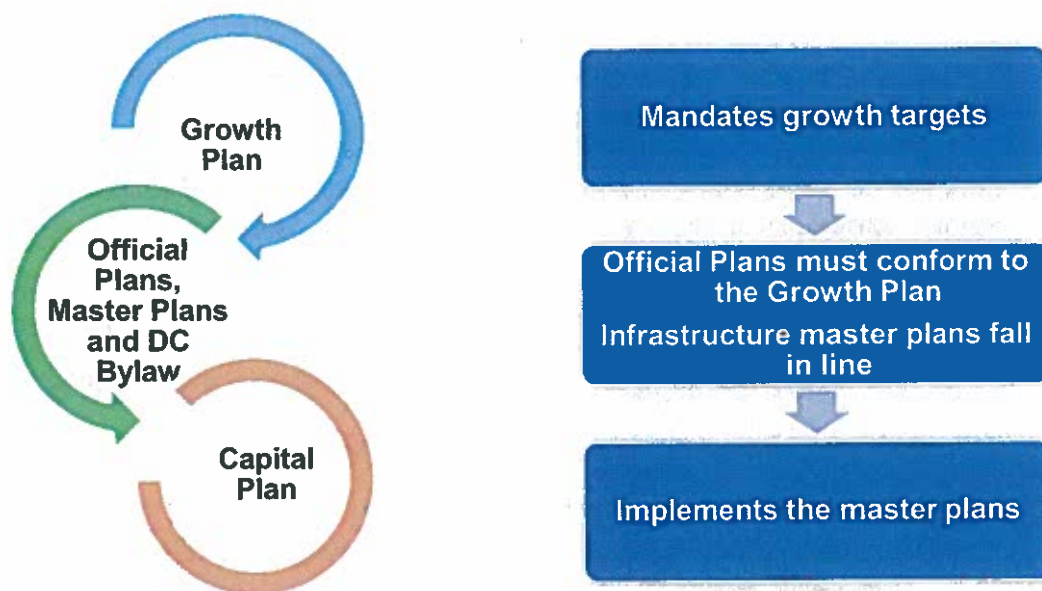 Growth
Plan
Official
Plans,
Master Plans
and DC
Bylaw
Capital
Plan
Mandates growth targets
Official Plans must conform to
the Growth Plan
Infrastructure master plans fall
in line
Implements the master plans